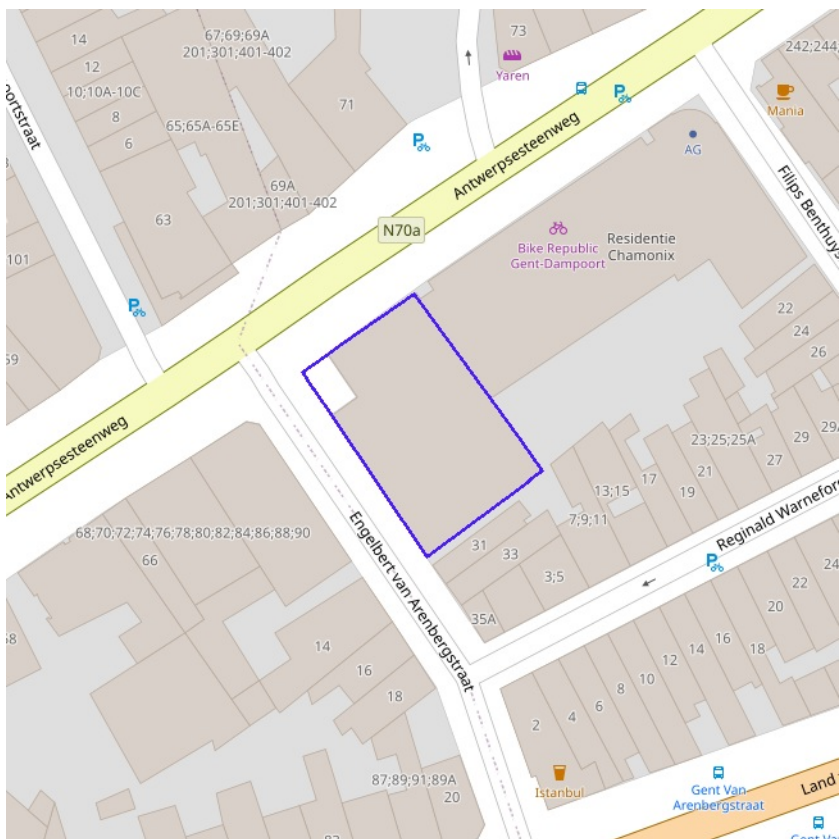 67;69;69A
201;301;401-402
73
14
242;244,
12
Yaren
10;10A-10C
8
71
Mania
65;65A-65E
6
AG
Antwerpsesteenweg
69A
201;301;401-402
63
Filips Benthuys
N70a
Residentie
Chamonix
Bike Republic
Gent-Dampoort
-101
22
24
26
59
23;25;25A
29
29A
Antwerpsesteenweg
17
27
21
13;15
19
7;9;11
Reginald Warnefor
68;70,72;74;76;78;80;82;84;86;88;90
66
31
33
3;5
Engelbert van Arenbergstraat
35A
24
22
20
14
16
16
14
18
12
10
18
8
6
4
2
Istanbul
87;89;91;89A
20
Gent Van
Arenbergstraat
Land